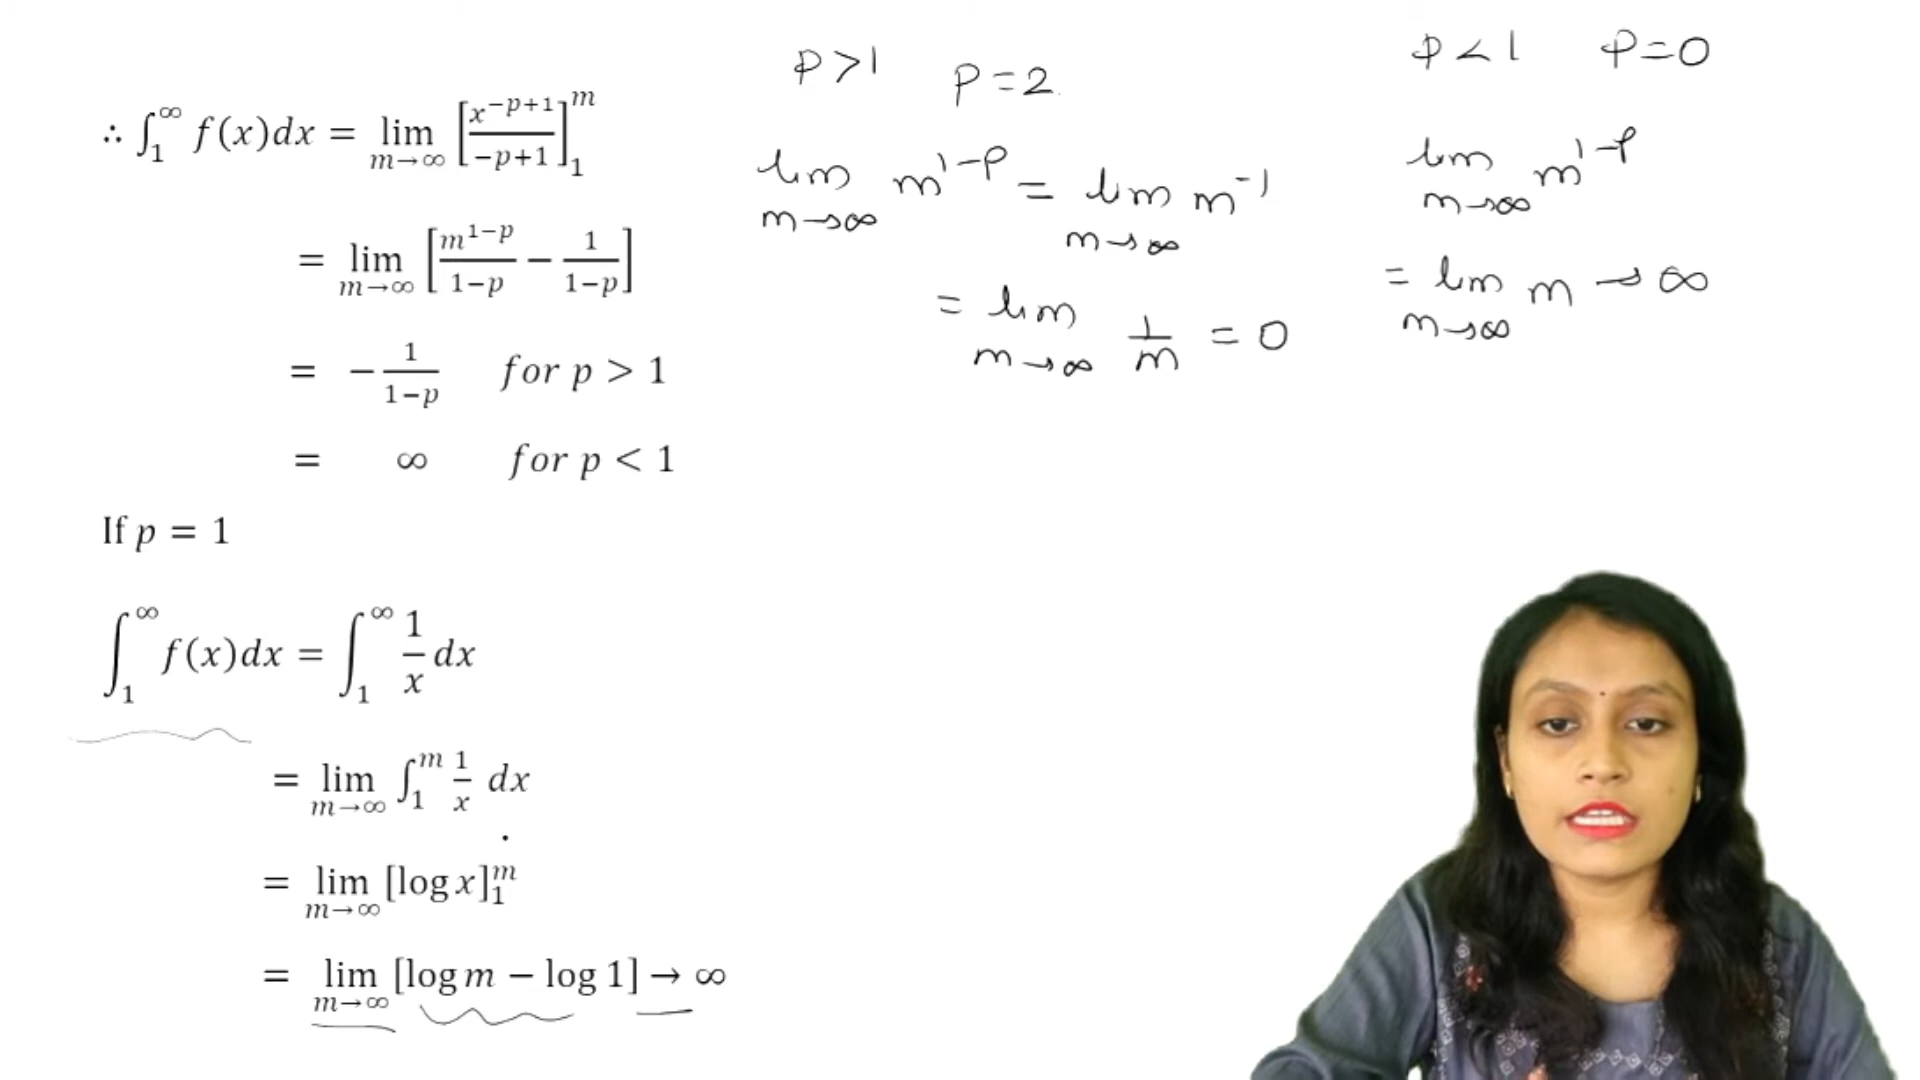 ∴ ∫₁^∞ f(x)dx = lim_{m→∞} [x^{−p+1}/(−p+1)]₁^m
= lim_{m→∞} [m^{1−p}/(1−p) − 1/(1−p)]
= −1/(1−p) for p > 1
= ∞ for p < 1
If p = 1
∫₁^∞ f(x)dx = ∫₁^∞ 1/x dx
= lim_{m→∞} ∫₁^m 1/x dx
= lim_{m→∞} [log x]₁^m
= lim_{m→∞} [log m − log 1] → ∞
p > 1 p = 2
lim_{m→∞} m^{1−p} = lim_{m→∞} m^{−1}
= lim_{m→∞} 1/m = 0
p < 1 p = 0
lim_{m→∞} m^{1−p}
= lim_{m→∞} m → ∞